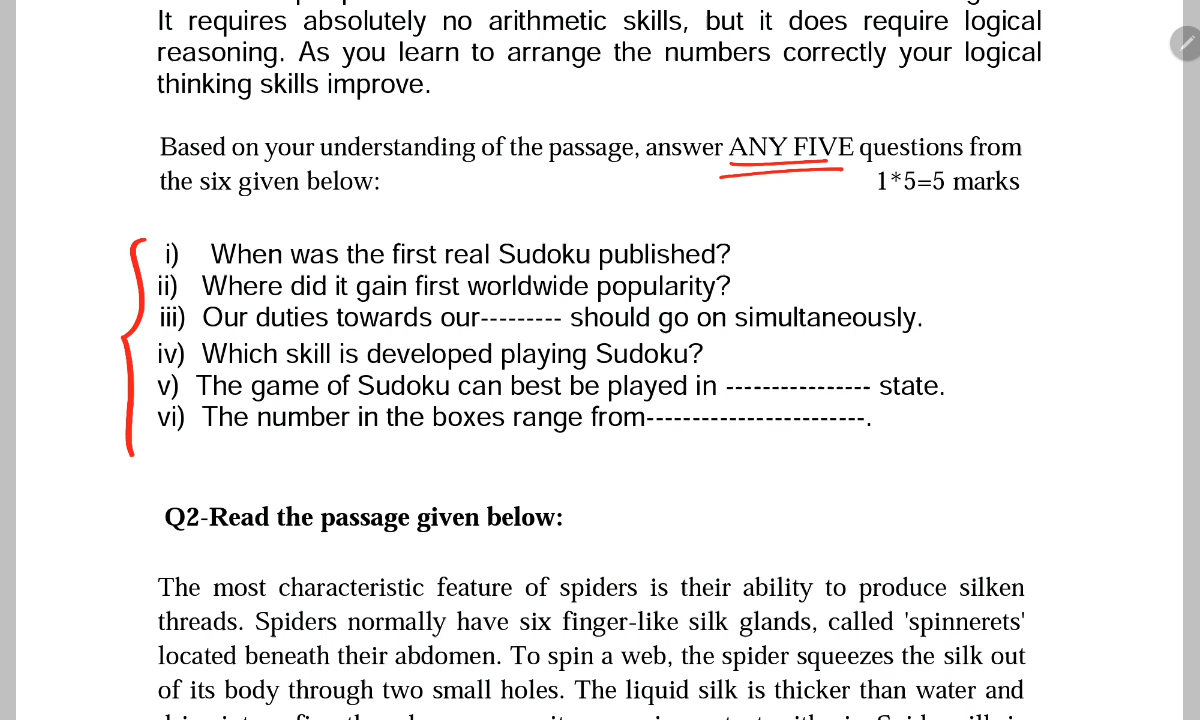 It requires absolutely no arithmetic skills, but it does require logical
reasoning. As you learn to arrange the numbers correctly your logical
thinking skills improve.
Based on your understanding of the passage, answer ANY FIVE questions from
the six given below: 1*5=5 marks
i) When was the first real Sudoku published?
ii) Where did it gain first worldwide popularity?
iii) Our duties towards our--------- should go on simultaneously.
iv) Which skill is developed playing Sudoku?
v) The game of Sudoku can best be played in ---------------- state.
vi) The number in the boxes range from------------------------.
Q2-Read the passage given below:
The most characteristic feature of spiders is their ability to produce silken
threads. Spiders normally have six finger-like silk glands, called 'spinnerets'
located beneath their abdomen. To spin a web, the spider squeezes the silk out
of its body through two small holes. The liquid silk is thicker than water and